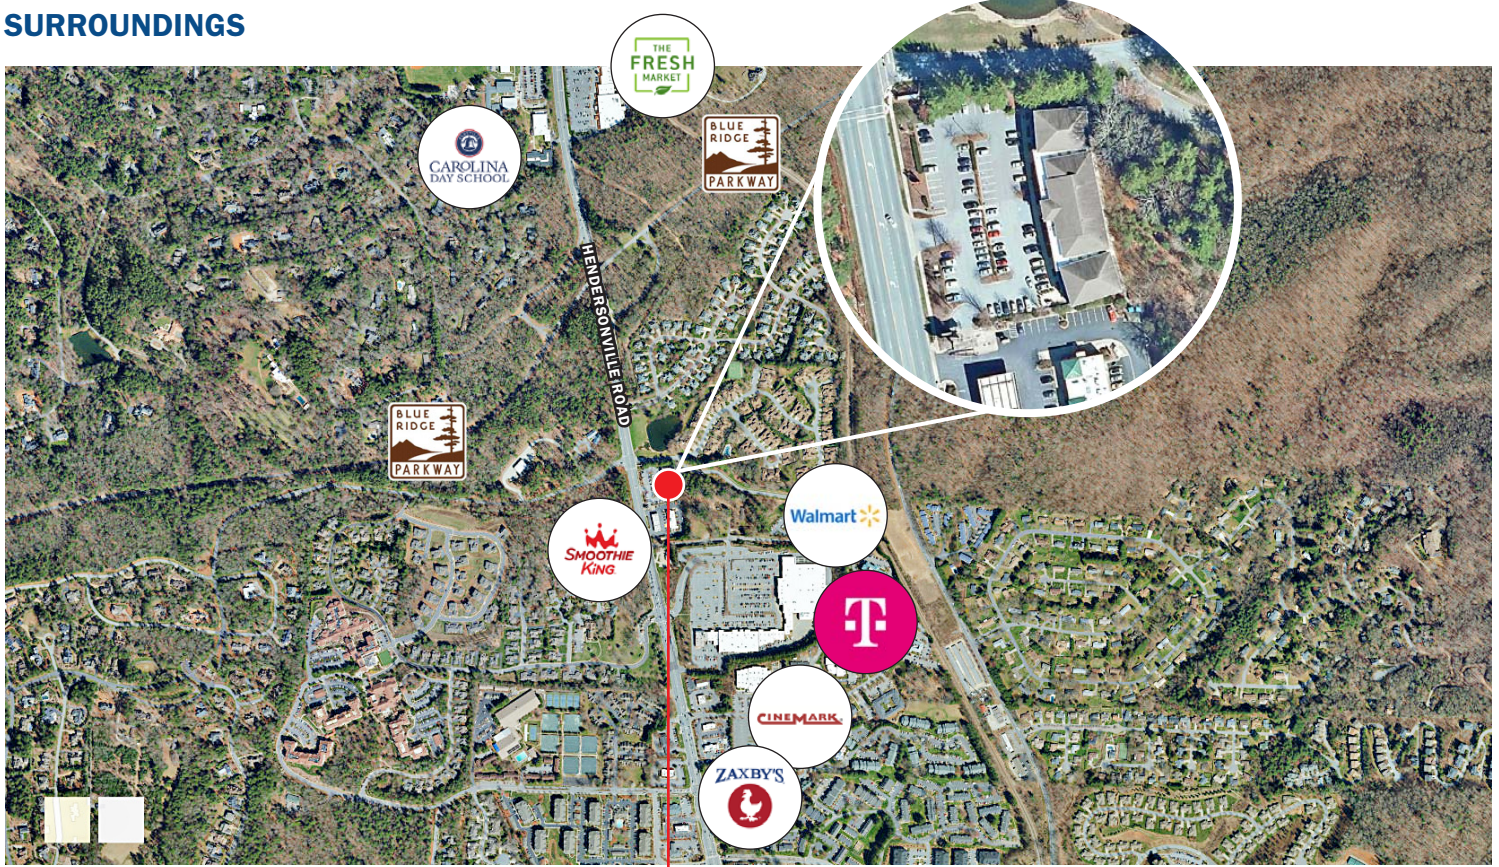 SURROUNDINGS
THE
FRESH
MARKET
BLUE
RIDGE
PARKWAY
CAROLINA
DAY SCHOOL
HENDERSONVILLE ROAD
BLUE
RIDGE
PARKWAY
Walmart
SMOOTHIE
KING
T
CINEMARK
ZAXBY'S